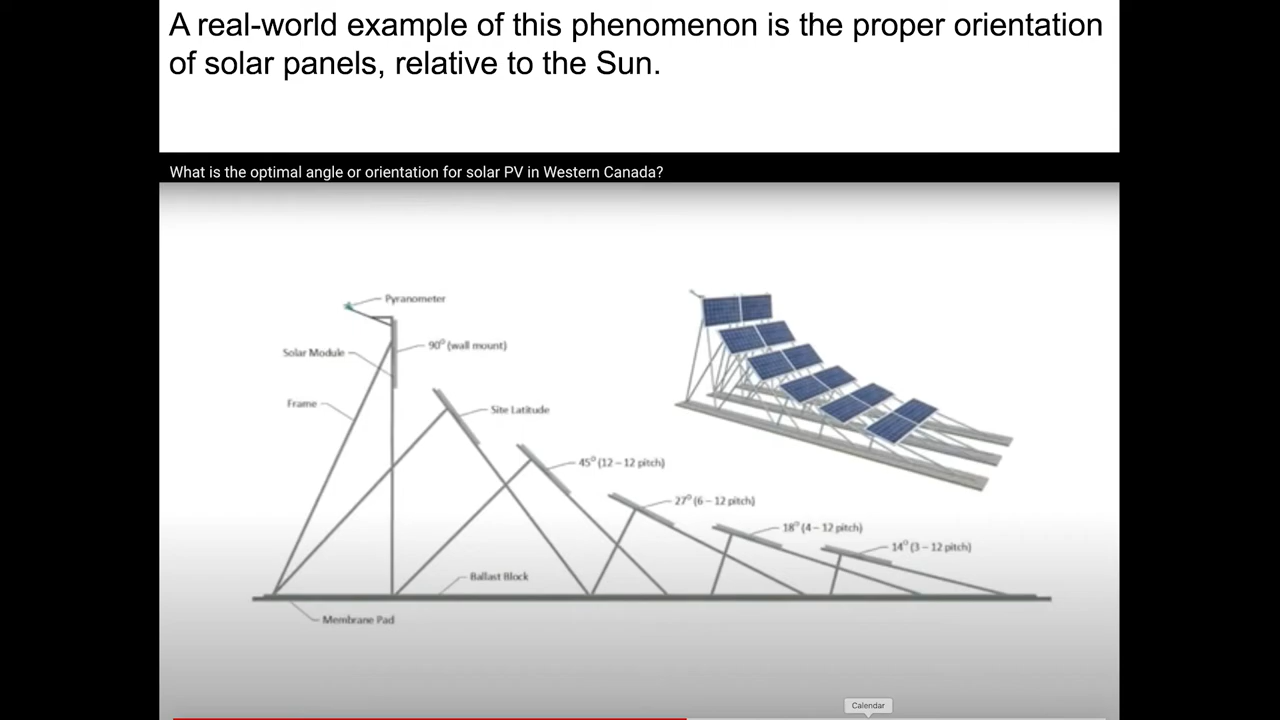 A real-world example of this phenomenon is the proper orientation
of solar panels, relative to the Sun.
What is the optimal angle or orientation for solar PV in Western Canada?
Pyranometer
90° (wall mount)
Solar Module
Frame
Site Latitude
45° (12 – 12 pitch)
27° (6 – 12 pitch)
18° (4 – 12 pitch)
14° (3 – 12 pitch)
Ballast Block
Membrane Pad
Calendar